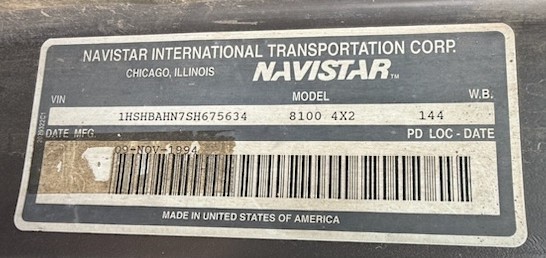 NAVISTAR INTERNATIONAL TRANSPORTATION CORP.
CHICAGO, ILLINOIS NAVISTAR™
VIN MODEL W.B.
1HSHBAHN7SH675634 8100 4X2 144
DATE MFG. PD LOC - DATE
09-NOV-1994
MADE IN UNITED STATES OF AMERICA